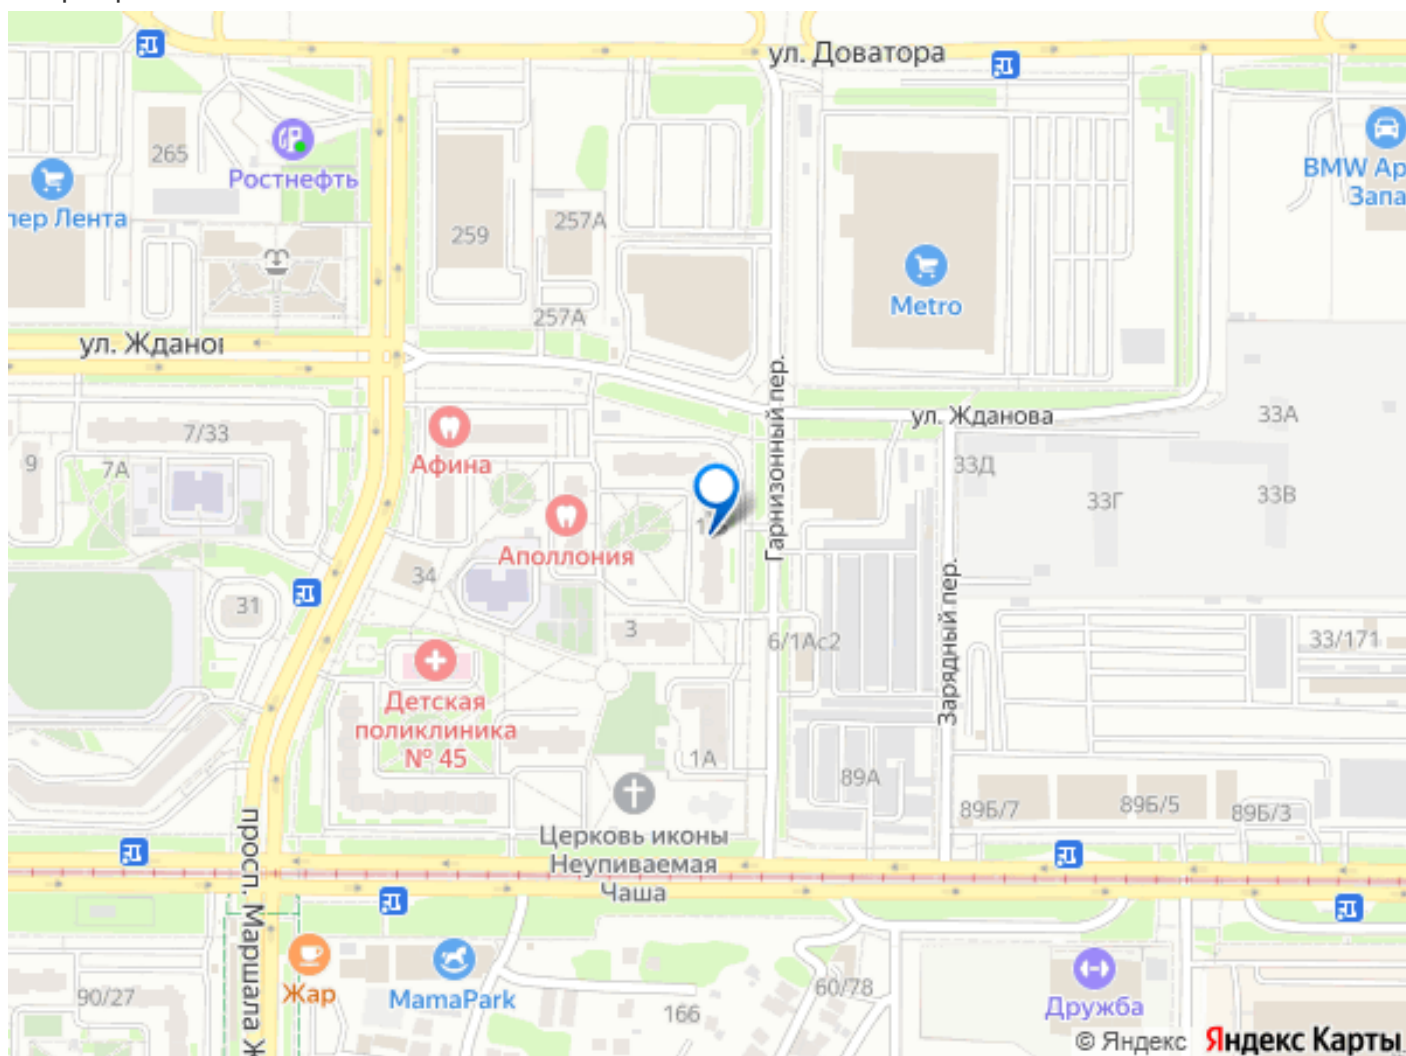 ул. Доватора
265
Ростнефть
BMW Ар
Запа
пер Лента
259
257А
Metro
257А
ул. Ждано
Гарнизонный пер.
ул. Жданова
33А
7/33
Афина
9
7А
33Д
33Г
33В
Аполлония
34
31
3
6/1Ас2
Зарядный пер.
33/171
Детская
поликлиника
№ 45
1А
89А
89Б/7
89Б/5
89Б/3
Церковь иконы
Неупиваемая
Чаша
просп. Маршала Ж
Жар
MamaPark
90/27
166
60/78
Дружба
© Яндекс Яндекс Карты